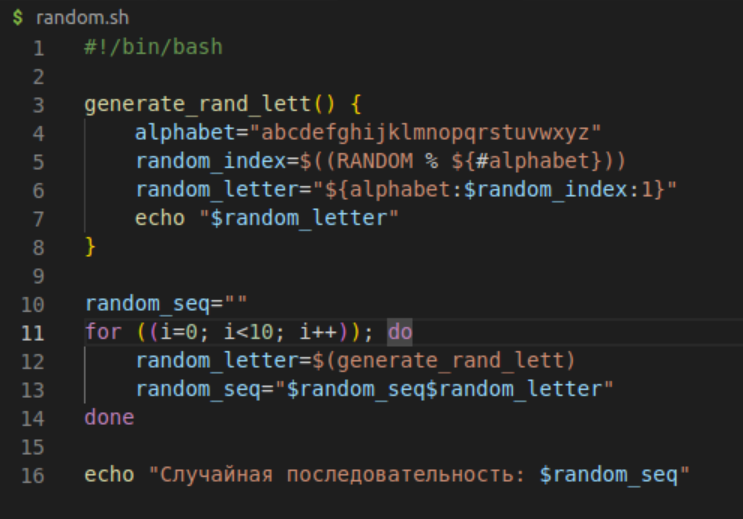 $ random.sh
1 #!/bin/bash
2
3 generate_rand_lett() {
4     alphabet="abcdefghijklmnopqrstuvwxyz"
5     random_index=$((RANDOM % ${#alphabet}))
6     random_letter="${alphabet:$random_index:1}"
7     echo "$random_letter"
8 }
9
10 random_seq=""
11 for ((i=0; i<10; i++)); do
12     random_letter=$(generate_rand_lett)
13     random_seq="$random_seq$random_letter"
14 done
15
16 echo "Случайная последовательность: $random_seq"